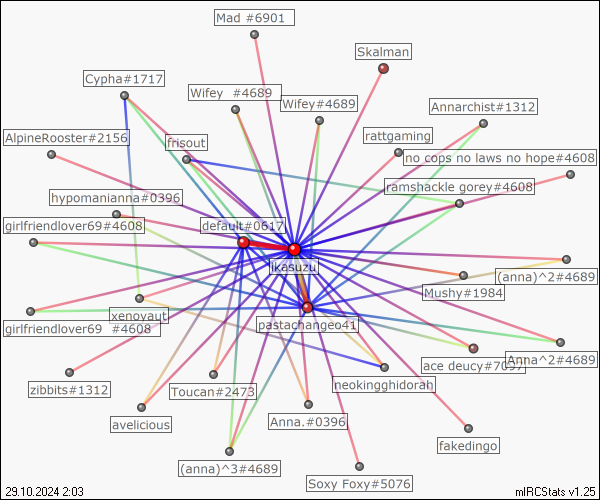 Mad #6901
Skalman
Cypha#1717
Wifey  #4689
Wifey#4689
Annarchist#1312
AlpineRooster#2156
frisout
rattgaming
no cops no laws no hope#4608
ramshackle gorey#4608
hypomanianna#0396
girlfriendlover69#4608
default#0617
ikasuzu
(anna)^2#4689
Mushy#1984
xenovaut
pastachangeo41
girlfriendlover69  #4608
Anna^2#4689
ace deucy#7097
zibbits#1312
Toucan#2473
neokingghidorah
avelicious
Anna.#0396
fakedingo
(anna)^3#4689
Soxy Foxy#5076
29.10.2024 2:03
mIRCStats v1.25